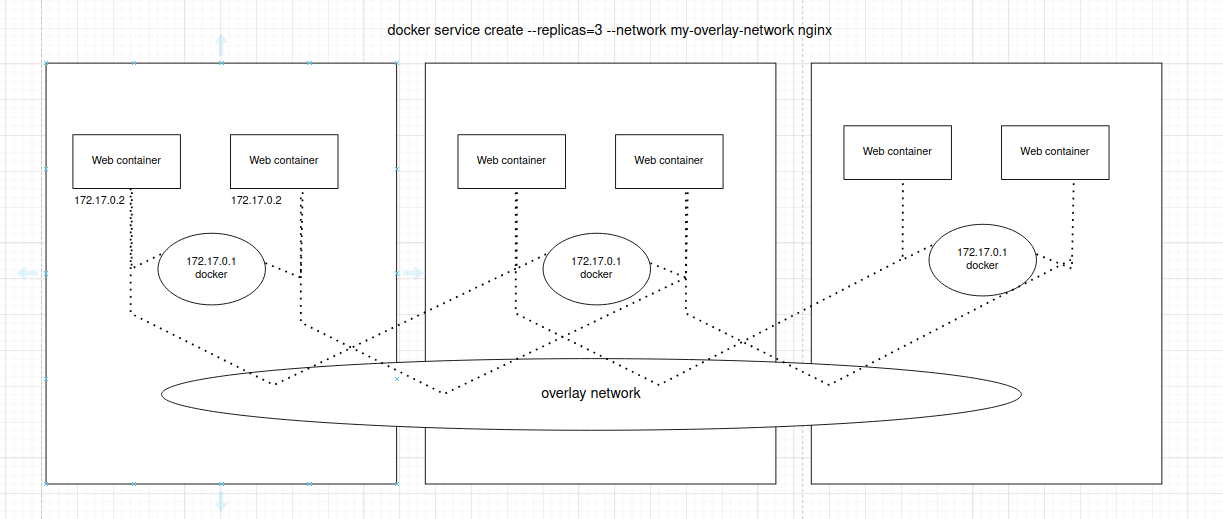 docker service create --replicas=3 --network my-overlay-network nginx
Web container
Web container
172.17.0.2
172.17.0.2
172.17.0.1
docker
Web container
Web container
172.17.0.1
docker
Web container
Web container
172.17.0.1
docker
overlay network